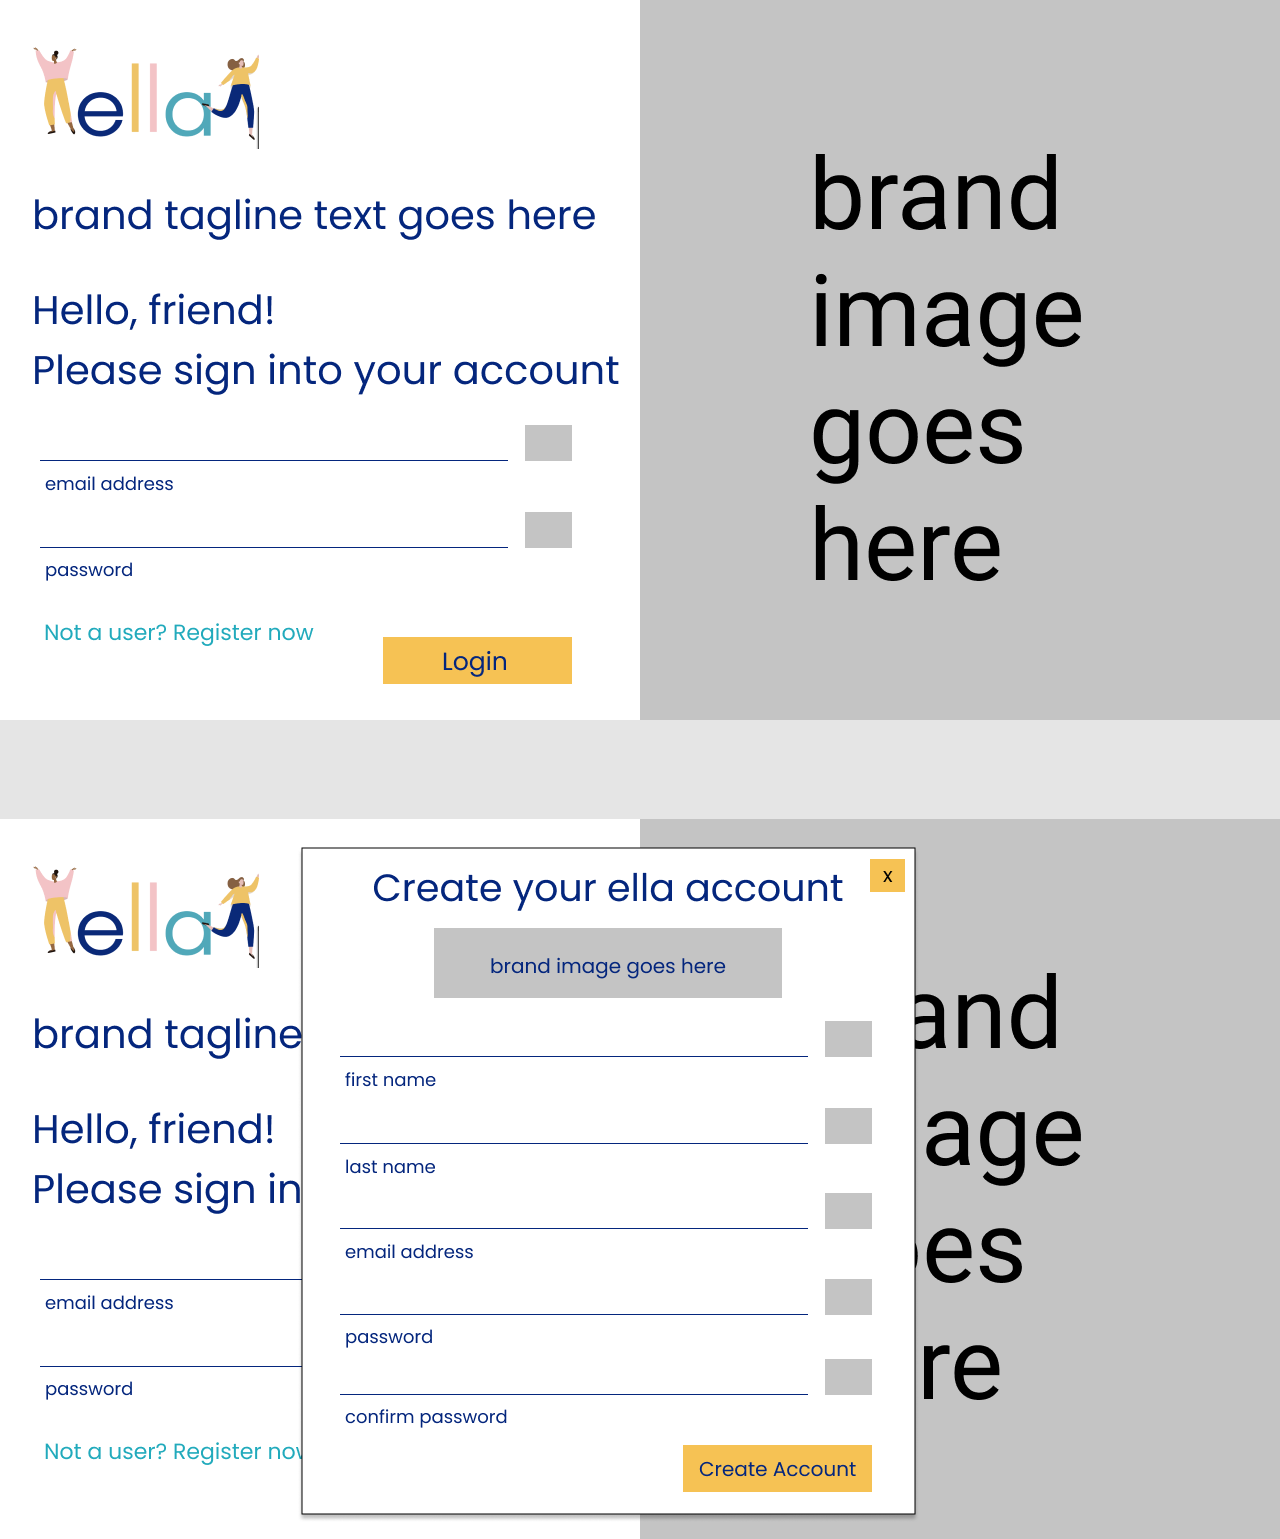 ella
brand tagline text goes here
Hello, friend!
Please sign into your account
email address
password
Not a user? Register now
Login
brand
image
goes
here
ella
brand tagline
Hello, friend!
Please sign in
email address
password
Not a user? Register now
Create your ella account
x
brand image goes here
first name
last name
email address
password
confirm password
Create Account
and
age
es
re